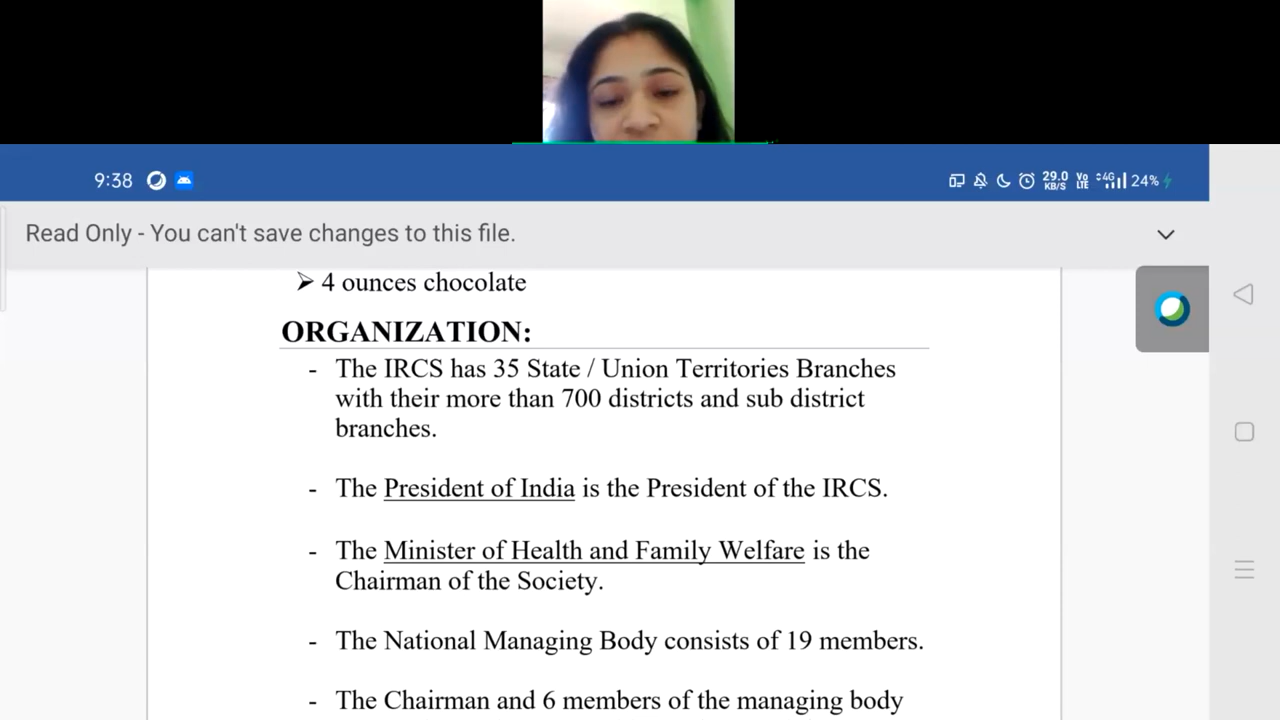 9:38 29.0 KB/S Vo LTE 4G 24%
Read Only - You can't save changes to this file.
➢ 4 ounces chocolate
ORGANIZATION:
- The IRCS has 35 State / Union Territories Branches
with their more than 700 districts and sub district
branches.
- The President of India is the President of the IRCS.
- The Minister of Health and Family Welfare is the
Chairman of the Society.
- The National Managing Body consists of 19 members.
- The Chairman and 6 members of the managing body